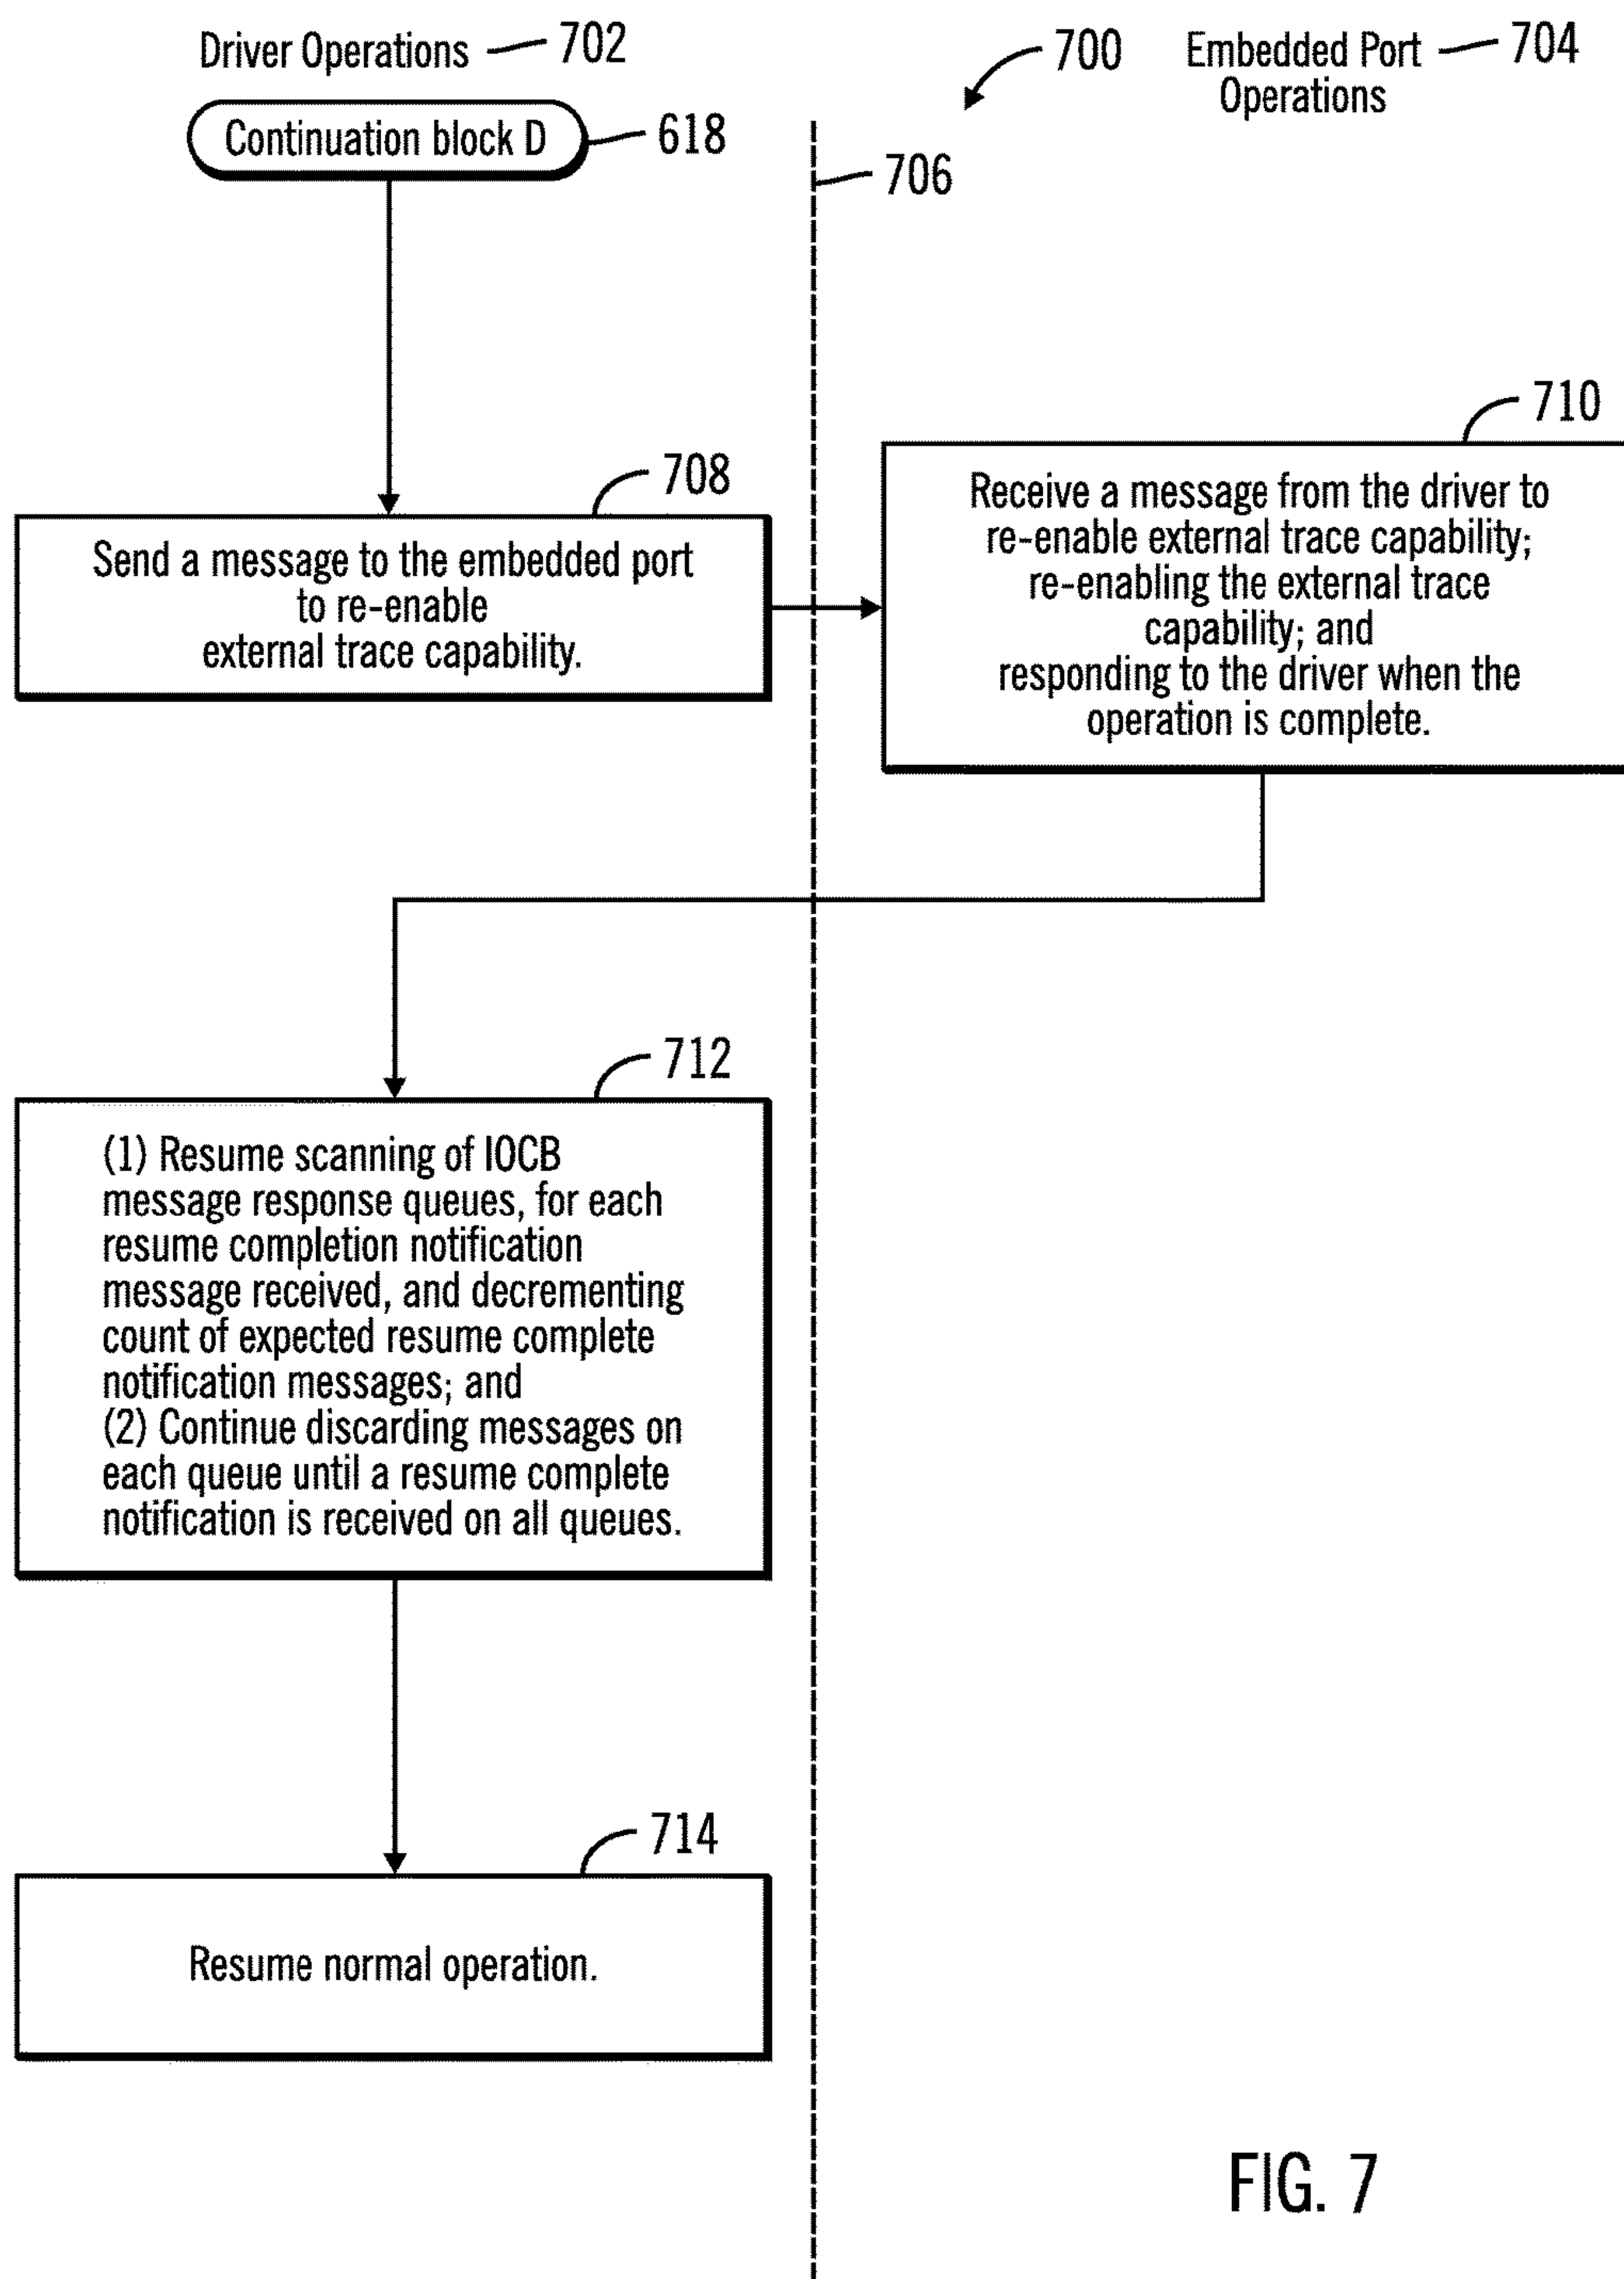 Driver Operations 702
700
Embedded Port 704
Operations
Continuation block D 618
706
708
Send a message to the embedded port
to re-enable
external trace capability.
710
Receive a message from the driver to
re-enable external trace capability;
re-enabling the external trace
capability; and
responding to the driver when the
operation is complete.
712
(1) Resume scanning of IOCB
message response queues, for each
resume completion notification
message received, and decrementing
count of expected resume complete
notification messages; and
(2) Continue discarding messages on
each queue until a resume complete
notification is received on all queues.
714
Resume normal operation.
FIG. 7